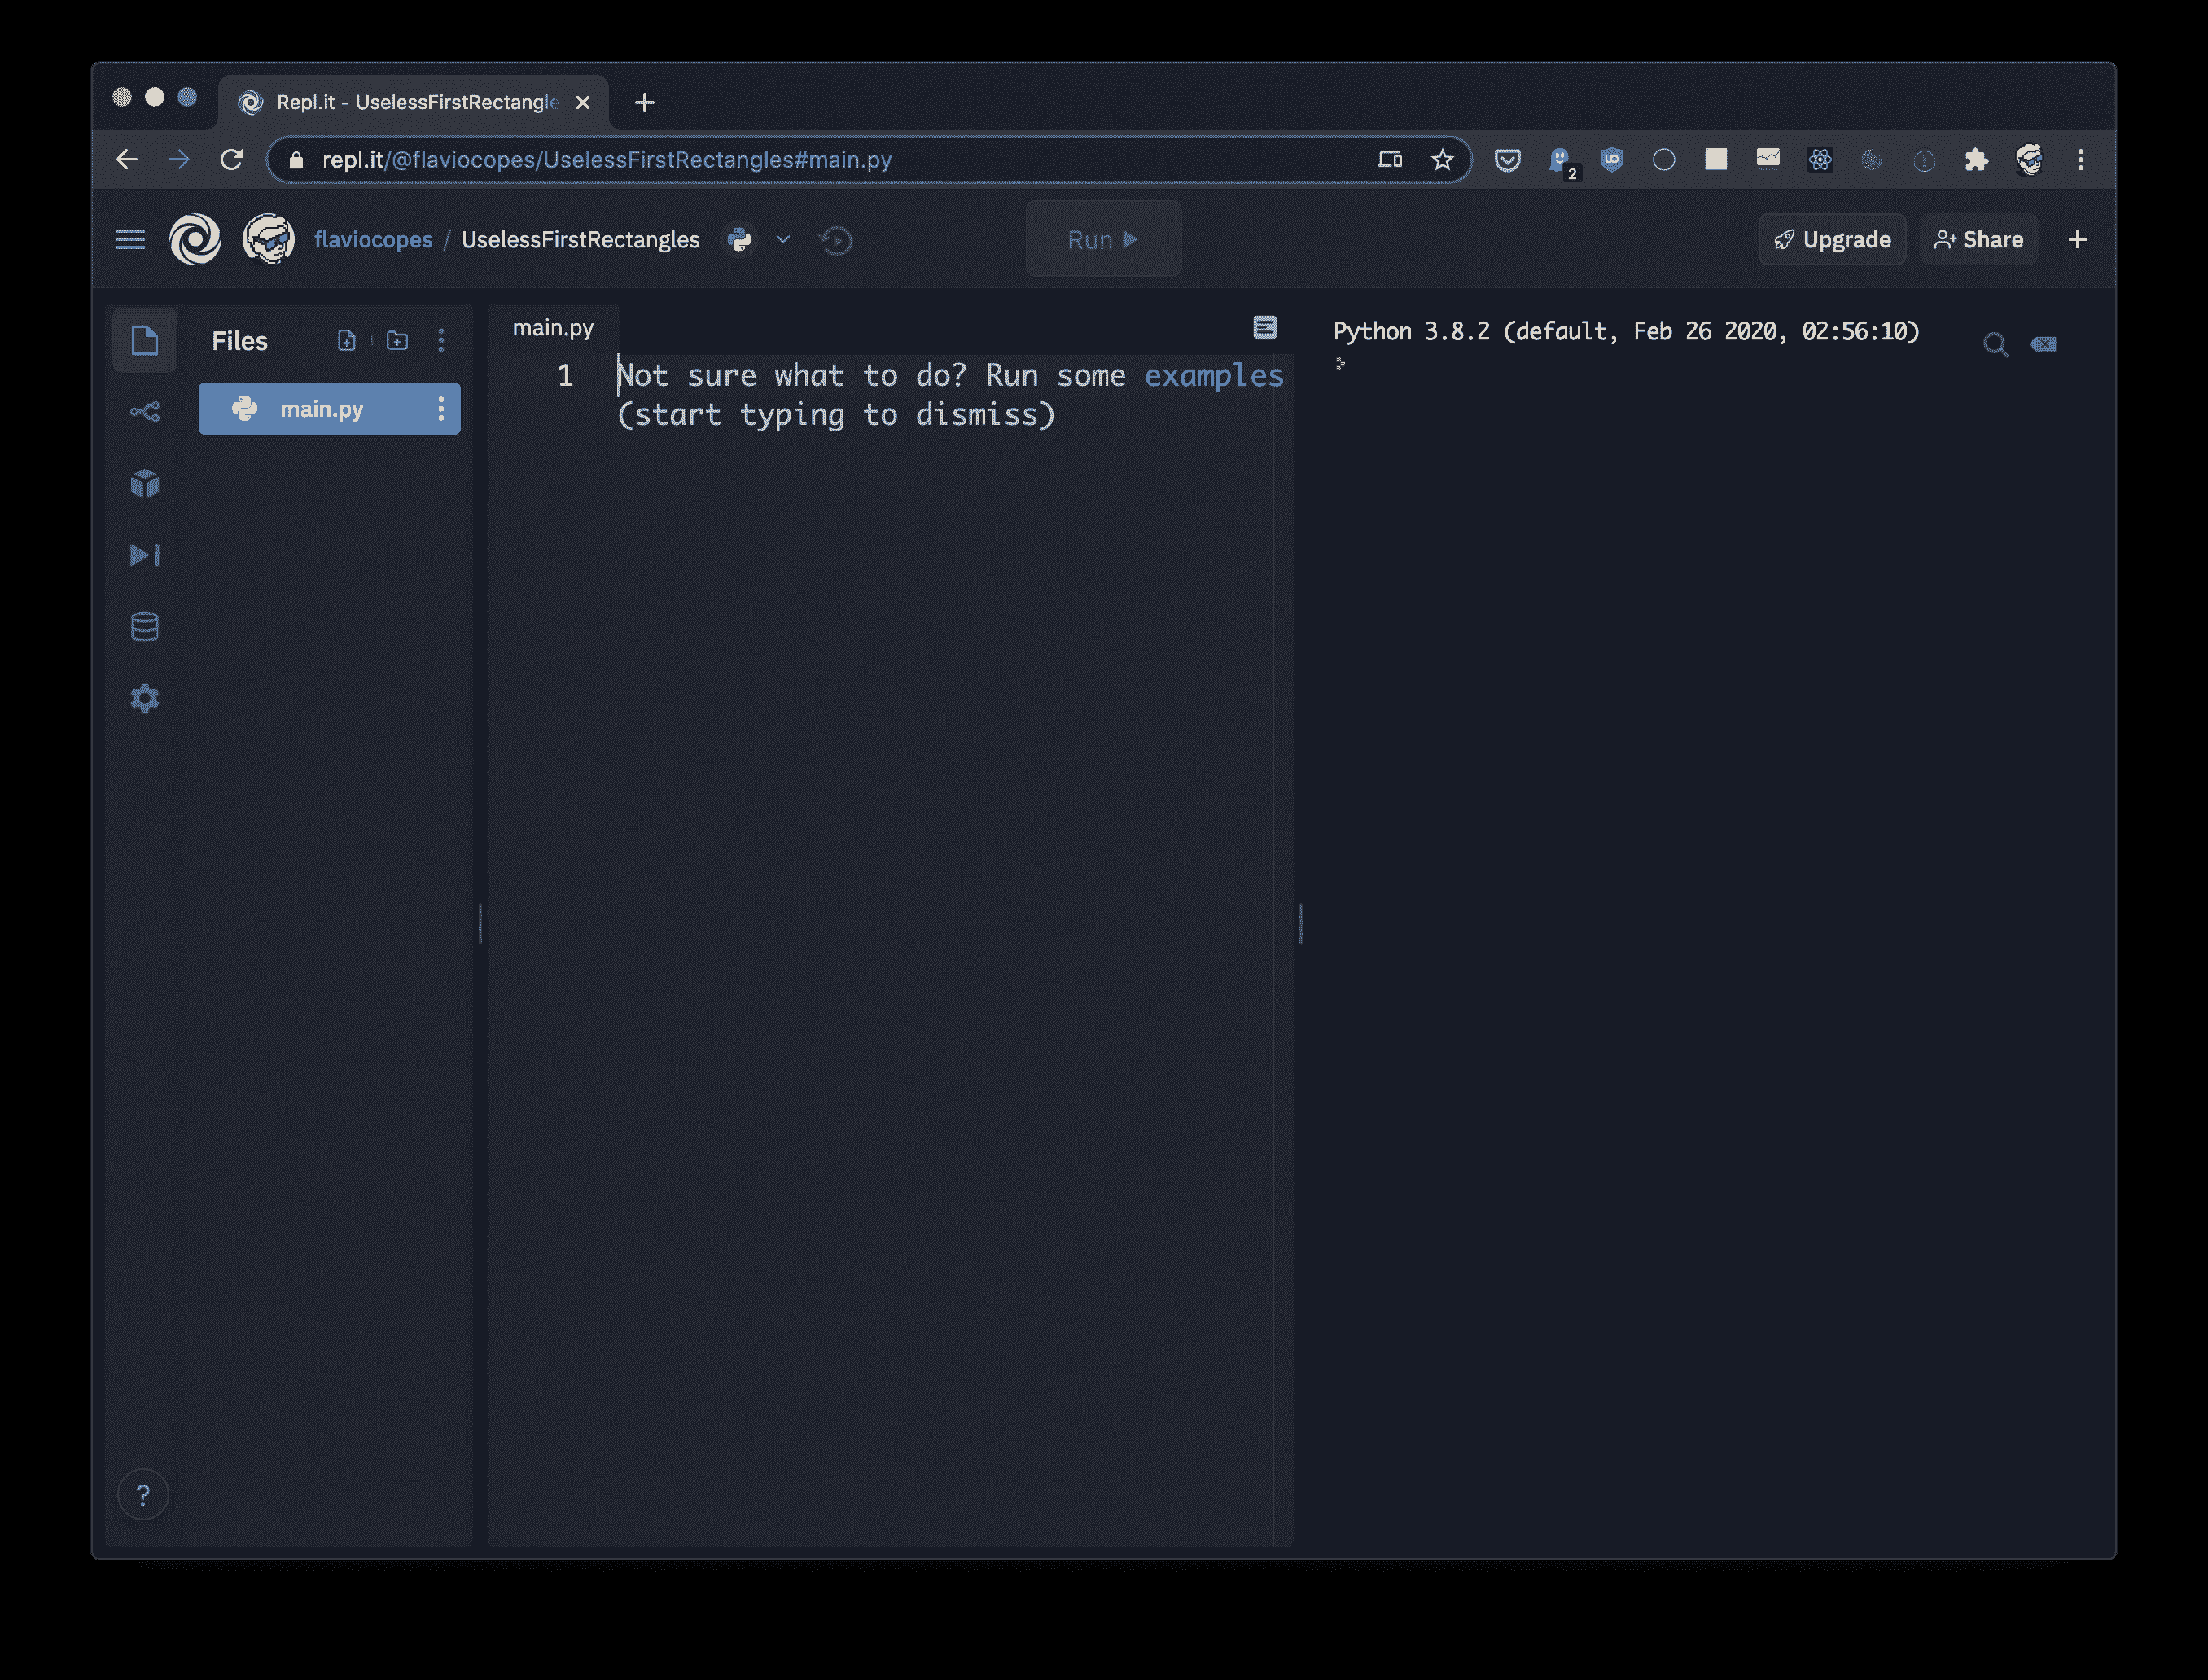 Repl.it - UselessFirstRectangle
repl.it/@flaviocopes/UselessFirstRectangles#main.py
2
flaviocopes / UselessFirstRectangles
Run
Upgrade
Share
Files
main.py
main.py
1
Not sure what to do? Run some examples
(start typing to dismiss)
Python 3.8.2 (default, Feb 26 2020, 02:56:10)
?